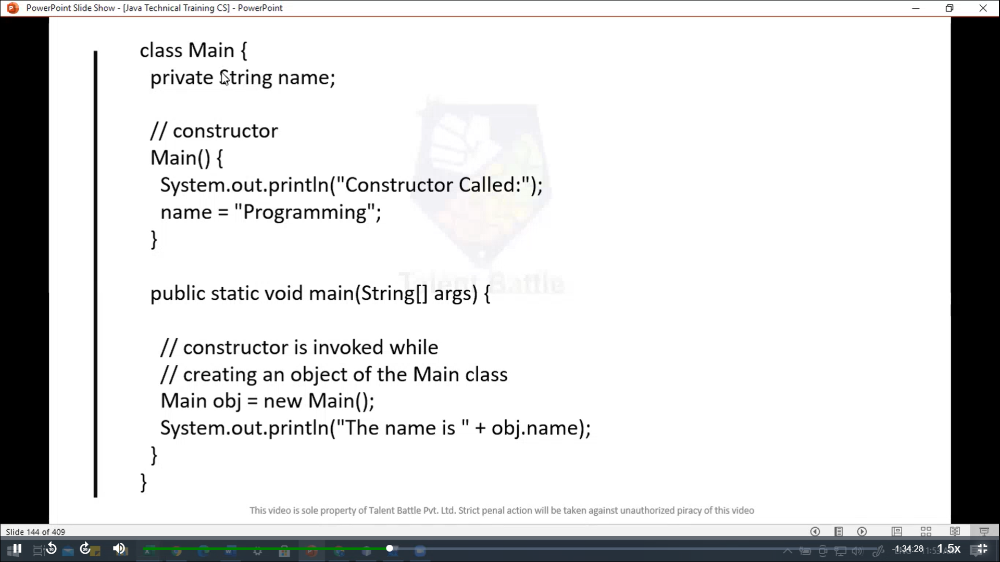 PowerPoint Slide Show - [Java Technical Training CS] - PowerPoint
class Main {
private String name;
// constructor
Main() {
System.out.println("Constructor Called:");
name = "Programming";
}
Talent Battle
public static void main(String[] args) {
// constructor is invoked while
// creating an object of the Main class
Main obj = new Main();
System.out.println("The name is " + obj.name);
}
}
This video is sole property of Talent Battle Pvt. Ltd. Strict penal action will be taken against unauthorized piracy of this video
Slide 144 of 409
10
30
-1:34:28
1.5x